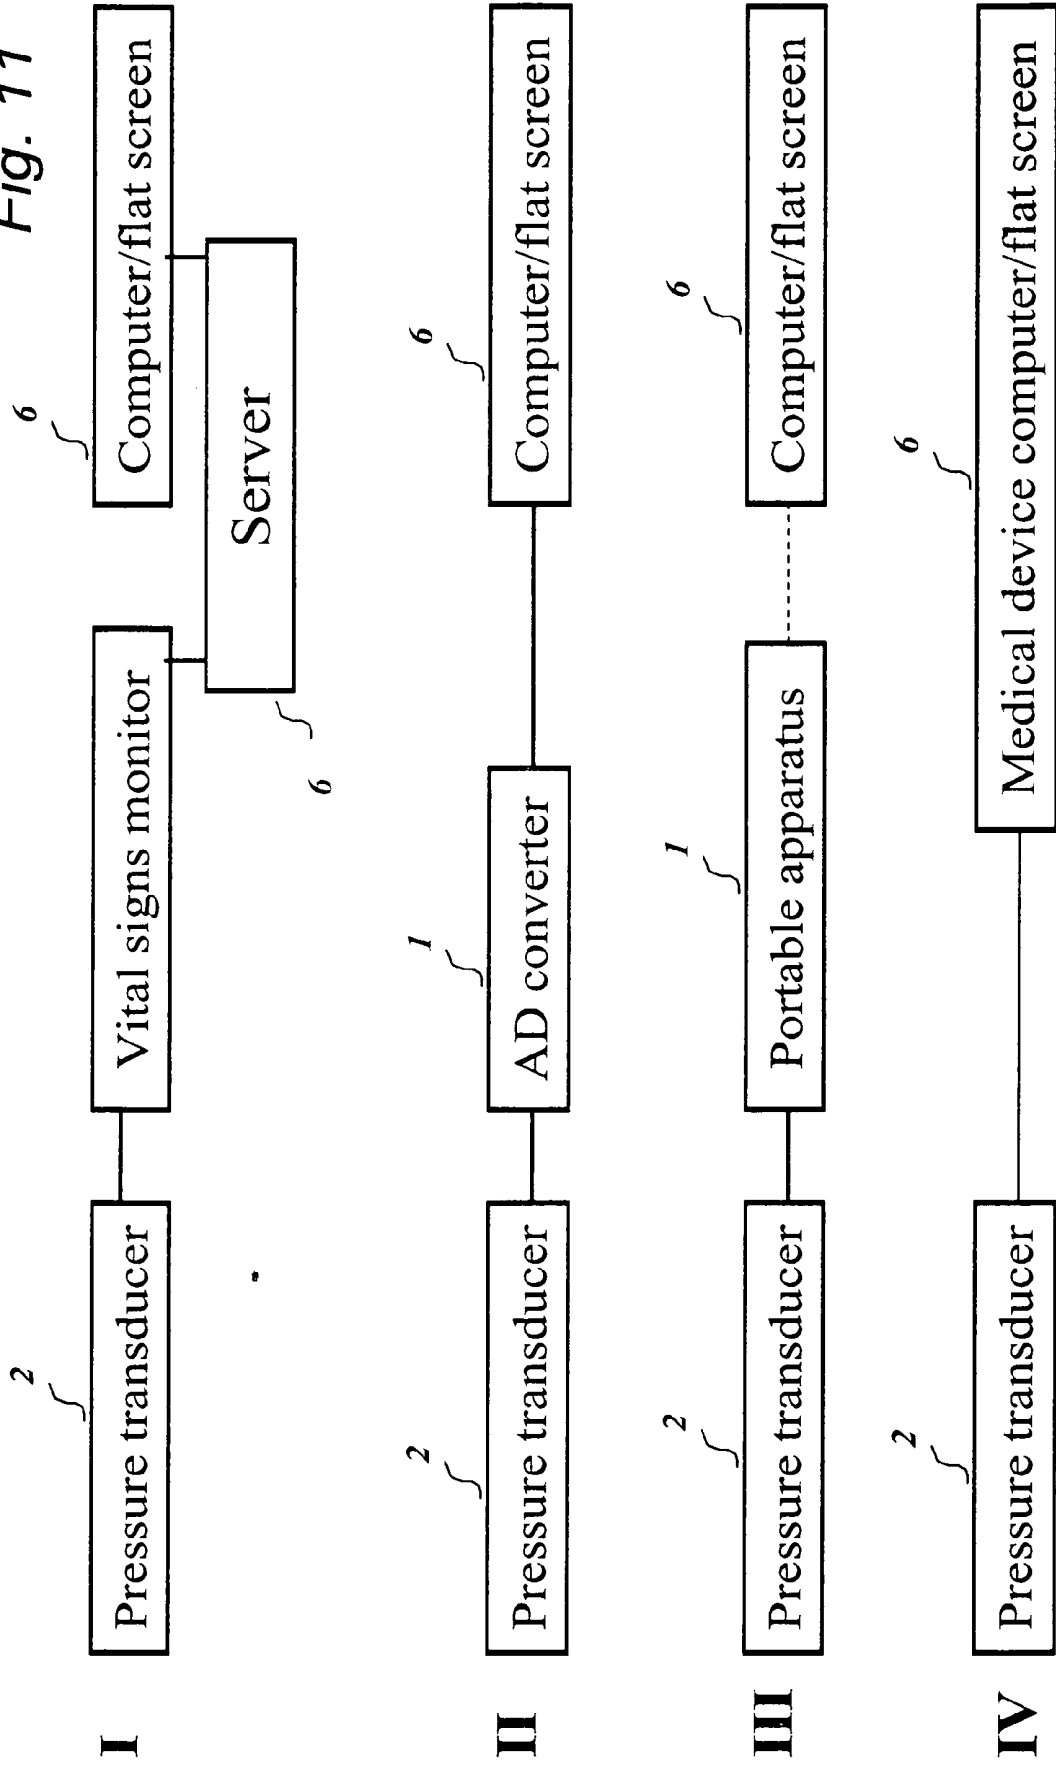 Fig. 11
6
2
I
Pressure transducer
Vital signs monitor
Computer/flat screen
Server
6
2
1
6
II
Pressure transducer
AD converter
Computer/flat screen
2
1
6
III
Pressure transducer
Portable apparatus
Computer/flat screen
2
6
IV
Pressure transducer
Medical device computer/flat screen